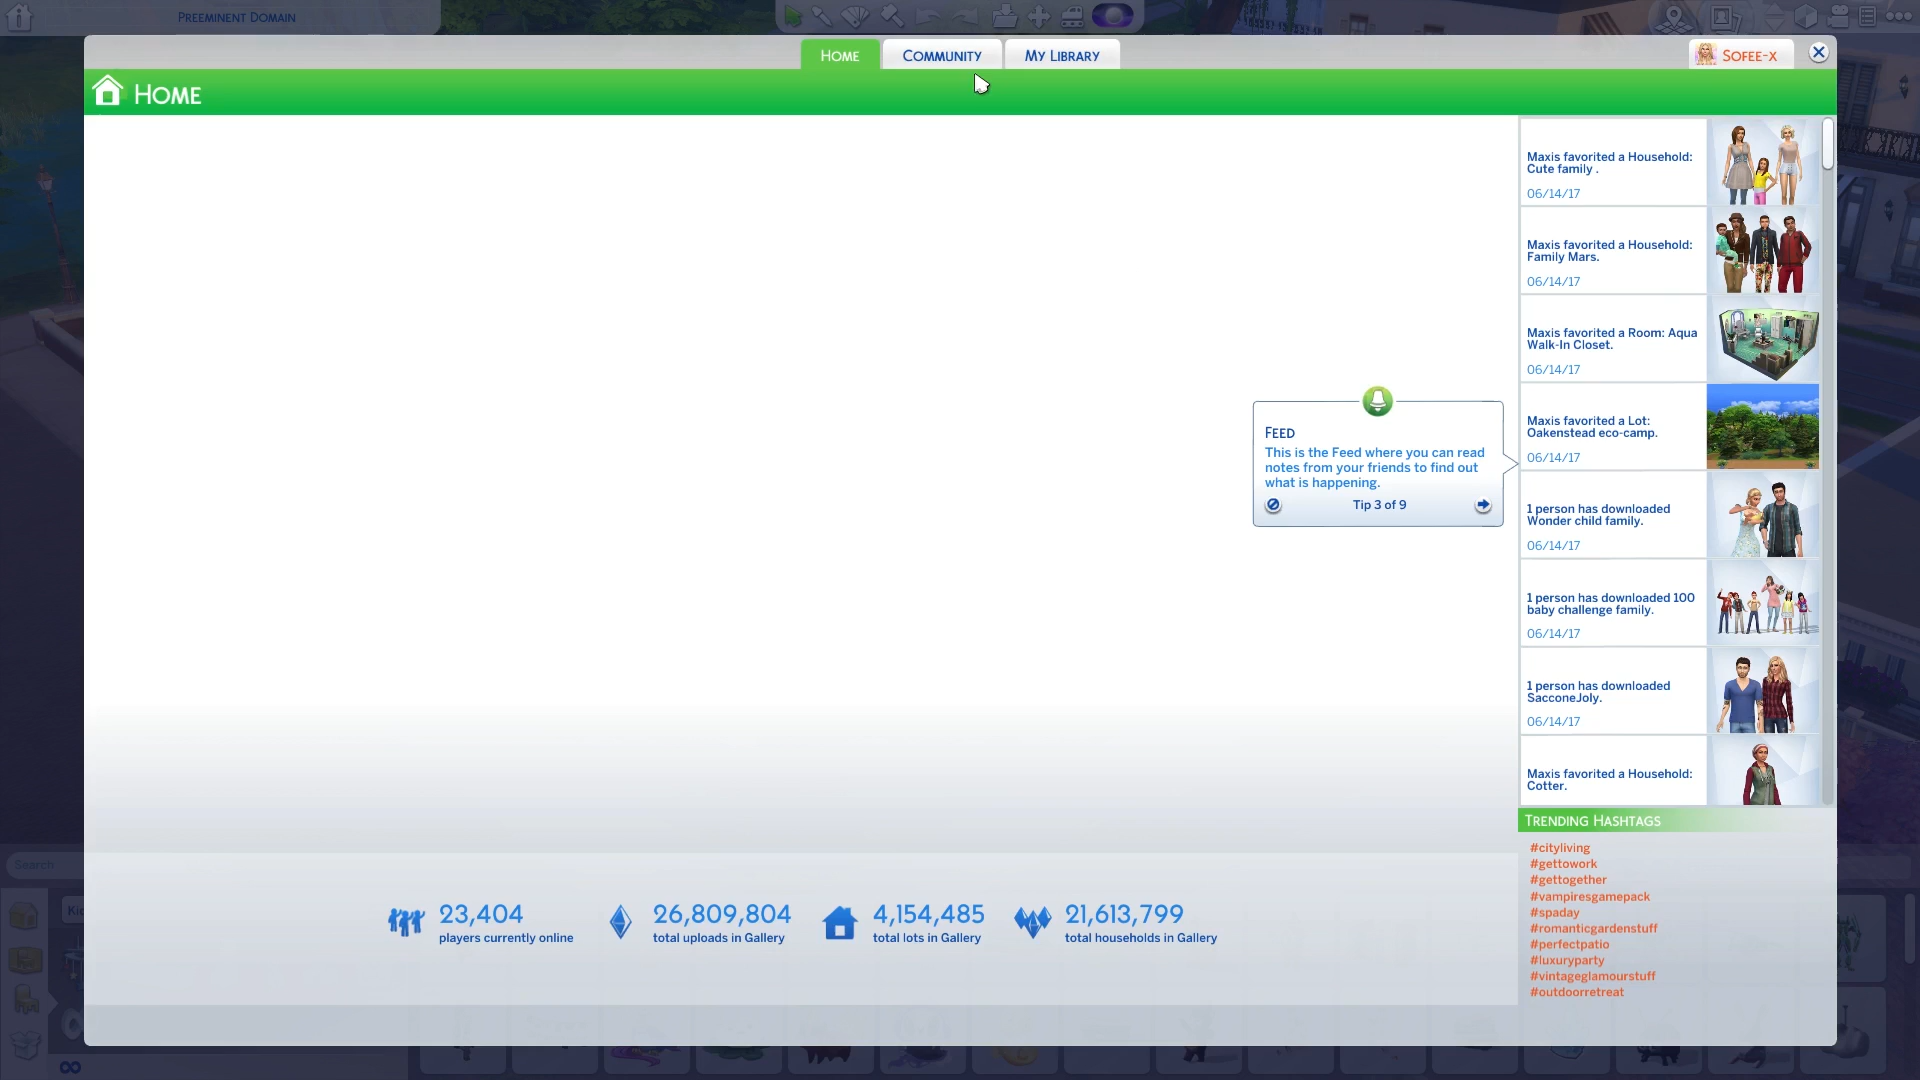 PREEMINENT DOMAIN
HOME
COMMUNITY
MY LIBRARY
SOFEE-X
HOME
Maxis favorited a Household:
Cute family .
06/14/17
Maxis favorited a Household:
Family Mars.
06/14/17
Maxis favorited a Room: Aqua
Walk-In Closet.
06/14/17
Maxis favorited a Lot:
Oakenstead eco-camp.
06/14/17
1 person has downloaded
Wonder child family.
06/14/17
1 person has downloaded 100
baby challenge family.
06/14/17
1 person has downloaded
SacconeJoly.
06/14/17
Maxis favorited a Household:
Cotter.
FEED
This is the Feed where you can read
notes from your friends to find out
what is happening.
Tip 3 of 9
TRENDING HASHTAGS
#cityliving
#gettowork
#gettogether
#vampiresgamepack
#spaday
#romanticgardenstuff
#perfectpatio
#luxuryparty
#vintageglamourstuff
#outdoorretreat
Search
23,404
players currently online
26,809,804
total uploads in Gallery
4,154,485
total lots in Gallery
21,613,799
total households in Gallery